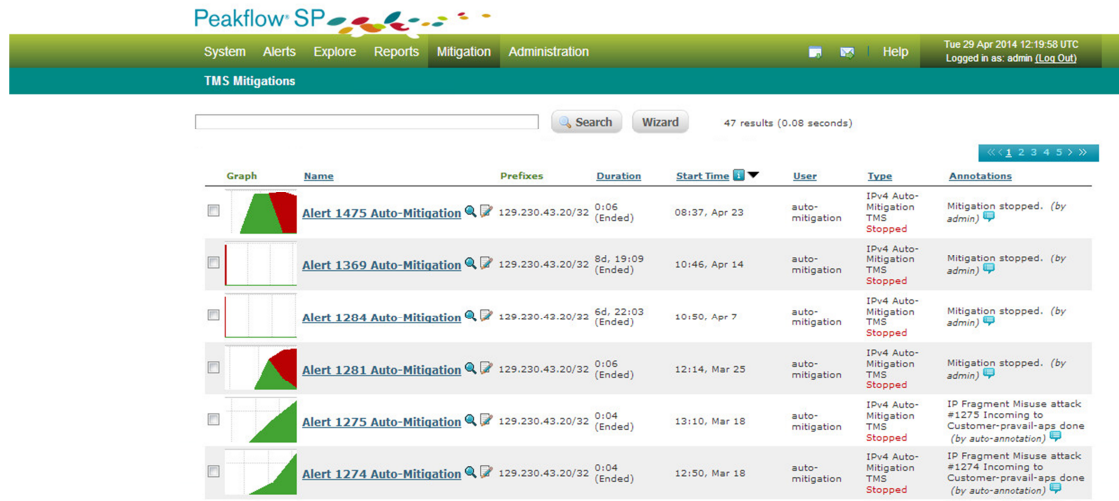 Peakflow® SP
System Alerts Explore Reports Mitigation Administration Help
Tue 29 Apr 2014 12:19:58 UTC
Logged in as: admin (Log Out)
TMS Mitigations
Search Wizard 47 results (0.08 seconds)
≪ < 1 2 3 4 5 > ≫
Graph Name Prefixes Duration Start Time User Type Annotations
Alert 1475 Auto-Mitigation 129.230.43.20/32 0:06 (Ended) 08:37, Apr 23 auto-mitigation IPv4 Auto-Mitigation TMS Stopped Mitigation stopped. (by admin)
Alert 1369 Auto-Mitigation 129.230.43.20/32 8d, 19:09 (Ended) 10:46, Apr 14 auto-mitigation IPv4 Auto-Mitigation TMS Stopped Mitigation stopped. (by admin)
Alert 1284 Auto-Mitigation 129.230.43.20/32 6d, 22:03 (Ended) 10:50, Apr 7 auto-mitigation IPv4 Auto-Mitigation TMS Stopped Mitigation stopped. (by admin)
Alert 1281 Auto-Mitigation 129.230.43.20/32 0:06 (Ended) 12:14, Mar 25 auto-mitigation IPv4 Auto-Mitigation TMS Stopped Mitigation stopped. (by admin)
Alert 1275 Auto-Mitigation 129.230.43.20/32 0:04 (Ended) 13:10, Mar 18 auto-mitigation IPv4 Auto-Mitigation TMS Stopped IP Fragment Misuse attack #1275 Incoming to Customer-pravail-aps done (by auto-annotation)
Alert 1274 Auto-Mitigation 129.230.43.20/32 0:04 (Ended) 12:50, Mar 18 auto-mitigation IPv4 Auto-Mitigation TMS Stopped IP Fragment Misuse attack #1274 Incoming to Customer-pravail-aps done (by auto-annotation)